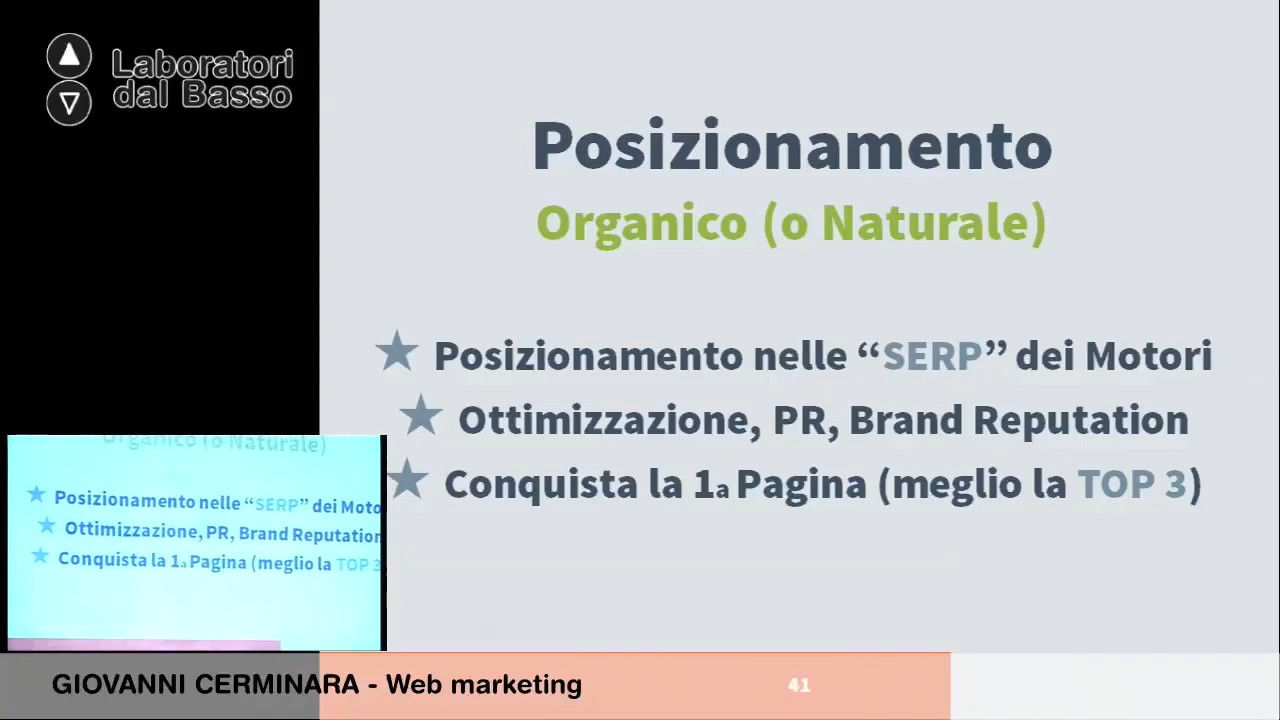 Laboratori
dal Basso
Posizionamento
Organico (o Naturale)
★ Posizionamento nelle “SERP” dei Motori
★ Ottimizzazione, PR, Brand Reputation
★ Conquista la 1a Pagina (meglio la TOP 3)
Organico (o Naturale)
★ Posizionamento nelle “SERP” dei Moto
★ Ottimizzazione, PR, Brand Reputation
★ Conquista la 1a Pagina (meglio la TOP 3
GIOVANNI CERMINARA - Web marketing
41